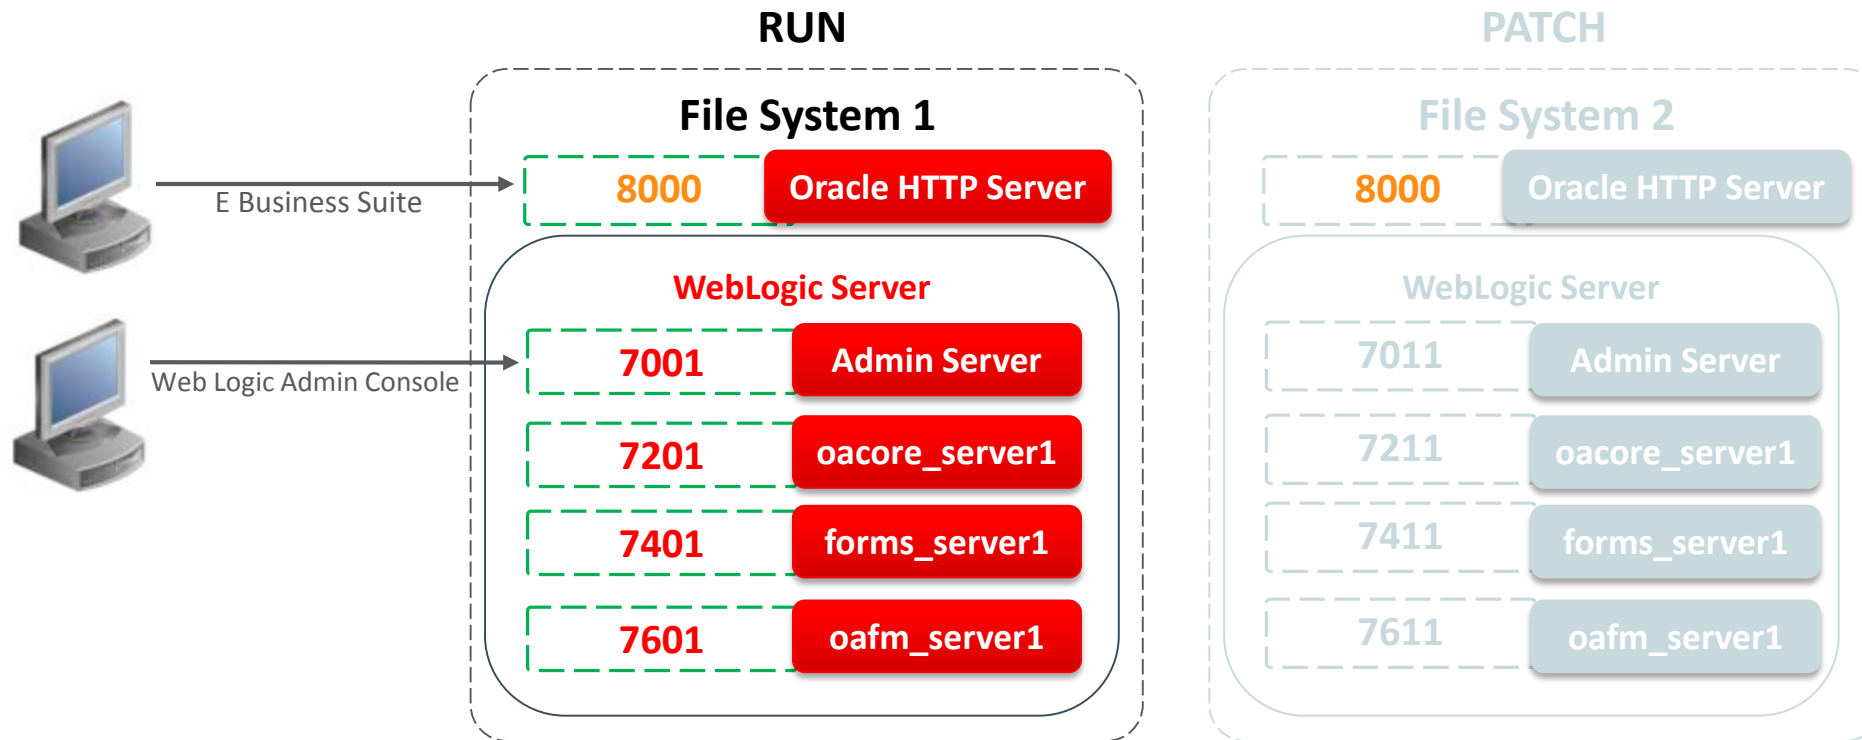 RUN
File System 1
8000 Oracle HTTP Server
E Business Suite
WebLogic Server
7001 Admin Server
Web Logic Admin Console
7201 oacore_server1
7401 forms_server1
7601 oafm_server1
PATCH
File System 2
8000 Oracle HTTP Server
WebLogic Server
7011 Admin Server
7211 oacore_server1
7411 forms_server1
7611 oafm_server1